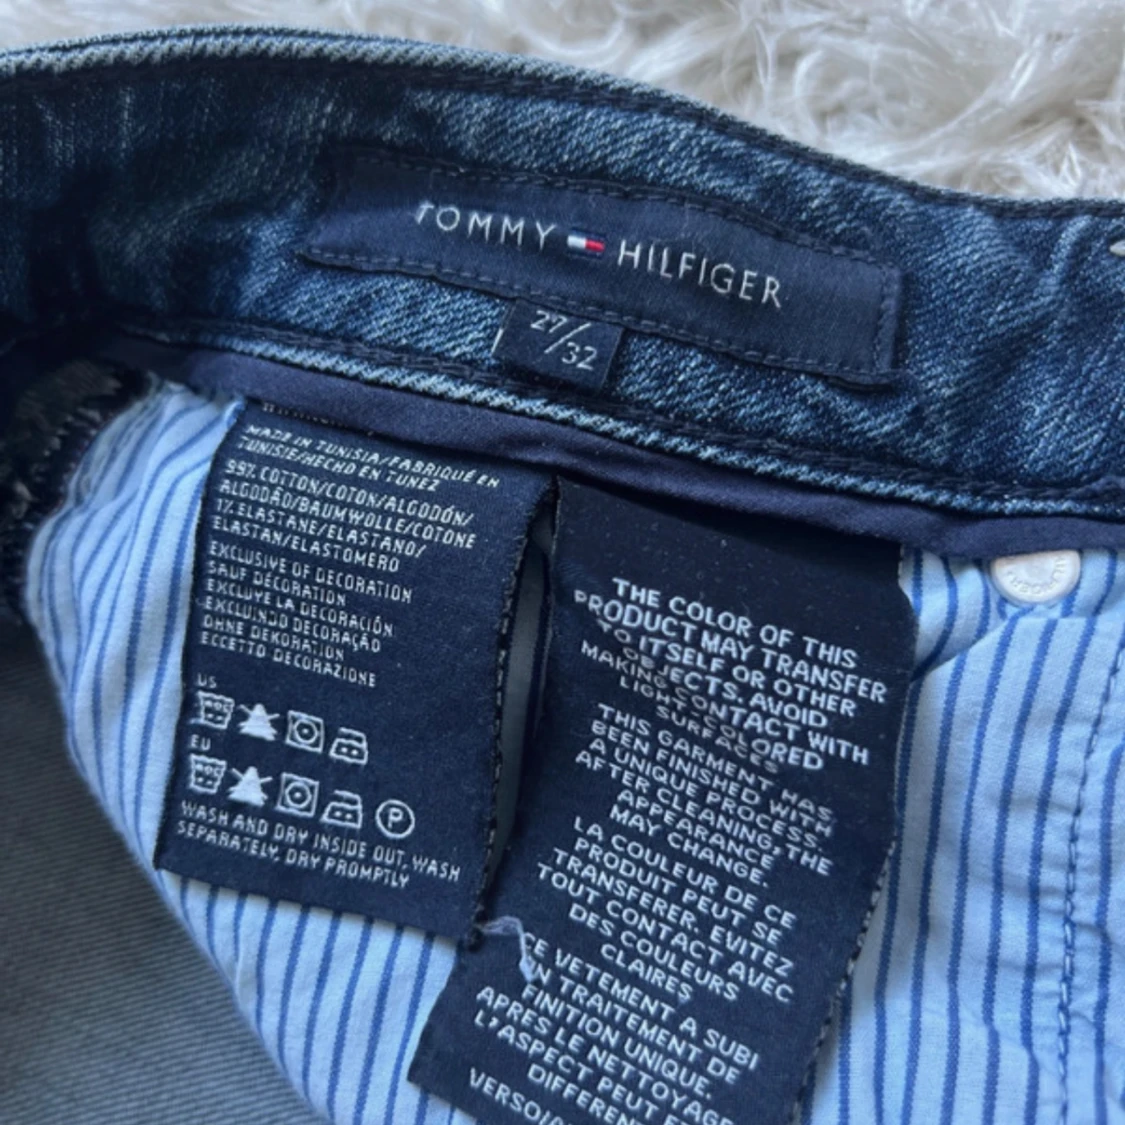 TOMMY HILFIGER
27/32
MADE IN TUNISIA/FABRIQUÉ EN
TUNISIE/HECHO EN TUNEZ
99% COTTON/COTON/ALGODÓN/
ALGODÃO/BAUMWOLLE/COTONE
1% ELASTANE/ELASTANO/
ELASTAN/ELASTOMERO
EXCLUSIVE OF DECORATION
SAUF DÉCORATION
EXCLUYE LA DECORACIÓN
EXCLUINDO DECORAÇÃO
OHNE DEKORATION
ECCETTO DECORAZIONE
US
EU
P
WASH AND DRY INSIDE OUT, WASH
SEPARATELY, DRY PROMPTLY
THE COLOR OF THIS
PRODUCT MAY TRANSFER
TO ITSELF OR OTHER
OBJECTS. AVOID
MAKING CONTACT WITH
LIGHT COLORED
SURFACES
THIS GARMENT HAS
BEEN FINISHED WITH
A UNIQUE PROCESS.
AFTER CLEANING, THE
APPEARANCE
MAY CHANGE.
LA COULEUR DE CE
PRODUIT PEUT SE
TRANSFERER. EVITEZ
TOUT CONTACT AVEC
DES COULEURS
CLAIRES
CE VETEMENT A SUBI
UN TRAITEMENT DE
FINITION UNIQUE.
APRES LE NETTOYAGE
L'ASPECT PEUT
DIFFEREN
VERSO/